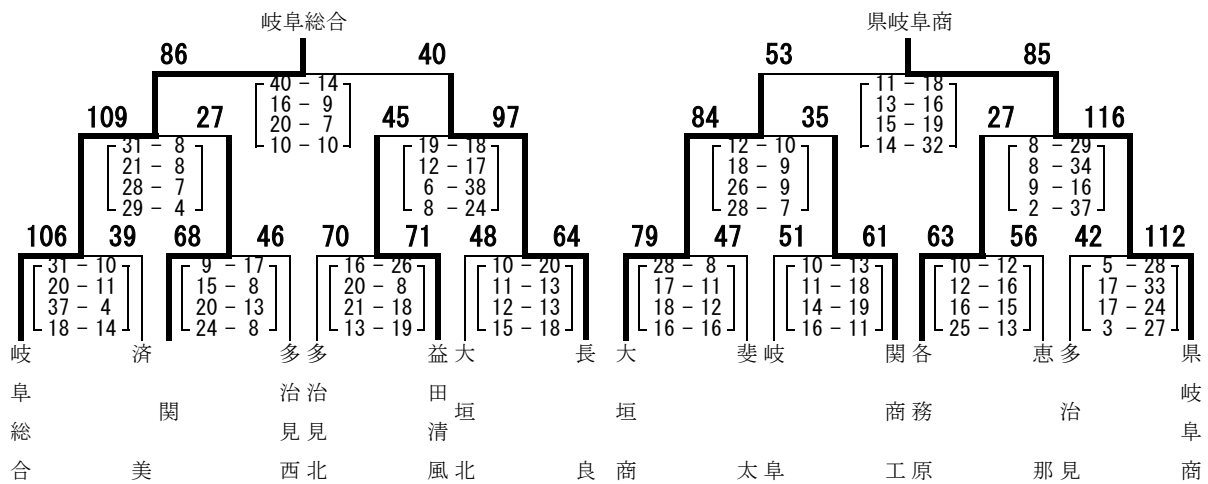 岐阜総合 県岐阜商
86 40 53 85
40 － 14 11 － 18
16 － 9 13 － 16
20 － 7 15 － 19
10 － 10 14 － 32
109 27 45 97 84 35 27 116
31 － 8 19 － 18 12 － 10 8 － 29
21 － 8 12 － 17 18 － 9 8 － 34
28 － 7 6 － 38 26 － 9 9 － 16
29 － 4 8 － 24 28 － 7 2 － 37
106 39 68 46 70 71 48 64 79 47 51 61 63 56 42 112
31 － 10 9 － 17 16 － 26 10 － 20 28 － 8 10 － 13 10 － 12 5 － 28
20 － 11 15 － 8 20 － 8 11 － 13 17 － 11 11 － 18 12 － 16 17 － 33
37 － 4 20 － 13 21 － 18 12 － 13 18 － 12 14 － 19 16 － 15 17 － 24
18 － 14 24 － 8 13 － 19 15 － 18 16 － 16 16 － 11 25 － 13 3 － 27
岐阜総合
済美
関
多治見西
多治見北
益田清風
大垣北
長良
大垣商
斐太
岐阜
関商工
各務原
恵那
多治見
県岐阜商